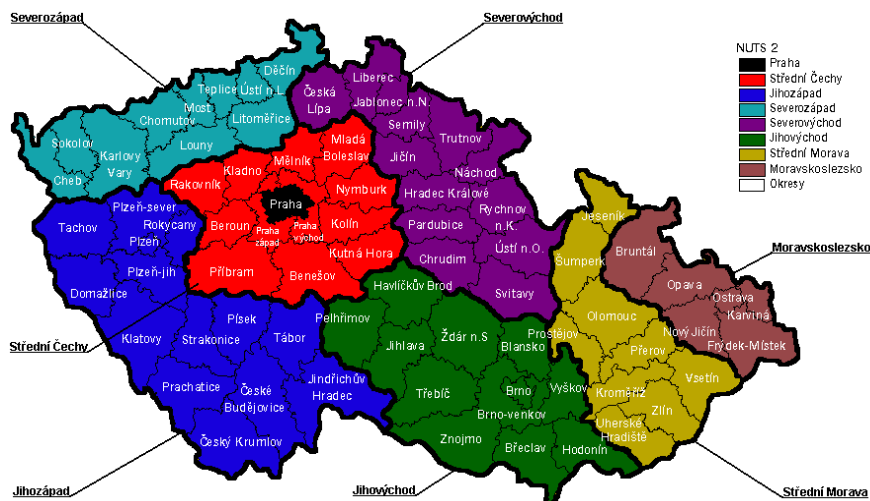 Severozápad
Severovýchod
NUTS 2
Praha
Střední Čechy
Jihozápad
Severozápad
Severovýchod
Jihovýchod
Střední Morava
Moravskoslezsko
Okresy
Děčín
Teplice
Ústí n.L.
Most
Chomutov
Litoměřice
Sokolov
Karlovy
Vary
Louny
Cheb
Liberec
Česká
Lípa
Jablonec n.N.
Semily
Trutnov
Jičín
Náchod
Hradec Králové
Rychnov
n.K.
Pardubice
Ústí n.O.
Chrudim
Svitavy
Mladá
Boleslav
Mělník
Kladno
Rakovník
Nymburk
Praha
Beroun
Praha
západ
Praha
východ
Kolín
Kutná Hora
Příbram
Benešov
Plzeň-sever
Tachov
Rokycany
Plzeň
Plzeň-jih
Domažlice
Klatovy
Písek
Strakonice
Tábor
Prachatice
České
Budějovice
Jindřichův
Hradec
Český Krumlov
Havlíčkův Brod
Pelhřimov
Jihlava
Ždár n.S
Blansko
Třebíč
Brno
Vyškov
Brno-venkov
Znojmo
Břeclav
Hodonín
Jeseník
Šumperk
Olomouc
Prostějov
Přerov
Kroměříž
Vsetín
Zlín
Uherské
Hradiště
Bruntál
Opava
Ostrava
Karviná
Nový Jičín
Frýdek-Místek
Moravskoslezsko
Střední Čechy
Jihozápad
Jihovýchod
Střední Morava